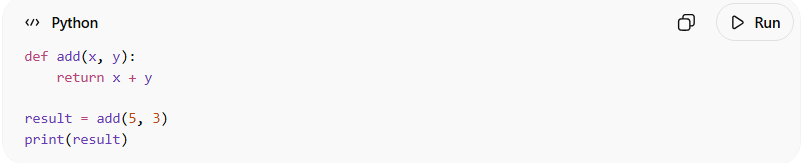 </> Python Run
def add(x, y):
    return x + y

result = add(5, 3)
print(result)